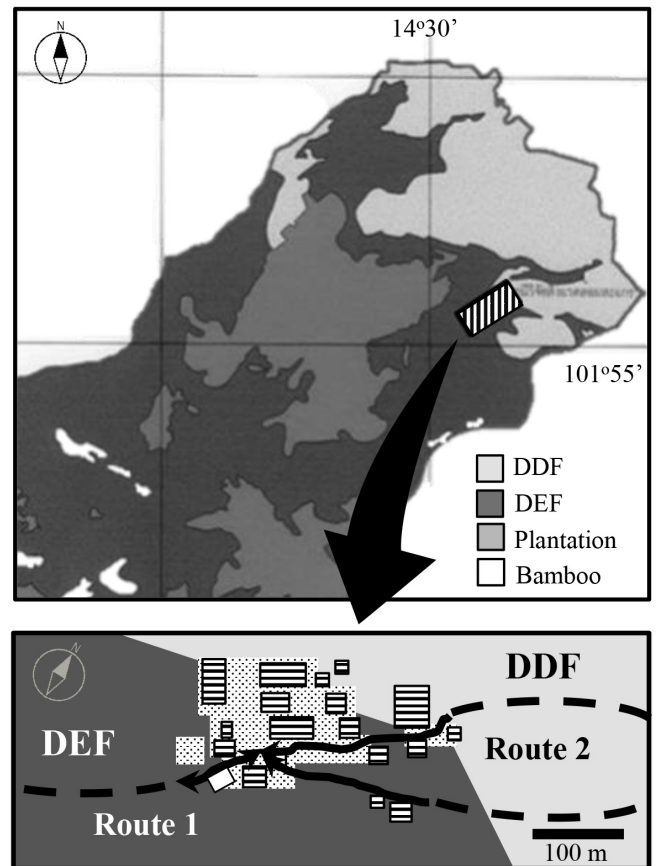 14°30’
N
101°55’
DDF
DEF
Plantation
Bamboo
N
DDF
DEF
Route 2
Route 1
100 m